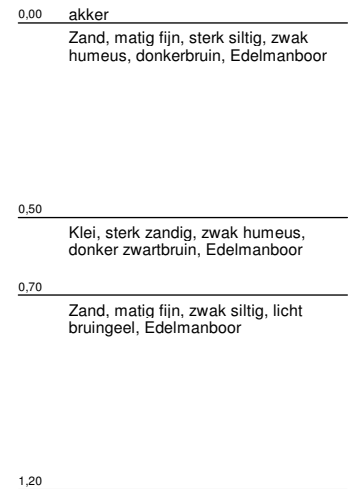 0,00 akker
Zand, matig fijn, sterk siltig, zwak
humeus, donkerbruin, Edelmanboor
0,50
Klei, sterk zandig, zwak humeus,
donker zwartbruin, Edelmanboor
0,70
Zand, matig fijn, zwak siltig, licht
bruingeel, Edelmanboor
1,20